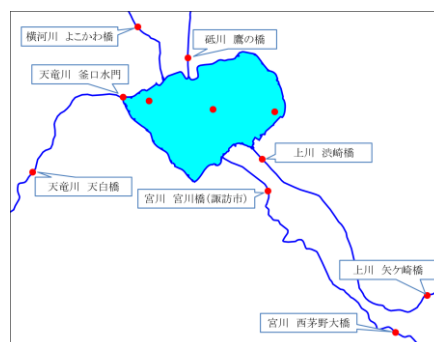 横河川 よこかわ橋
砥川 鷹の橋
天竜川 釜口水門
上川 渋崎橋
天竜川 天白橋
宮川 宮川橋(諏訪市)
上川 矢ケ崎橋
宮川 西茅野大橋